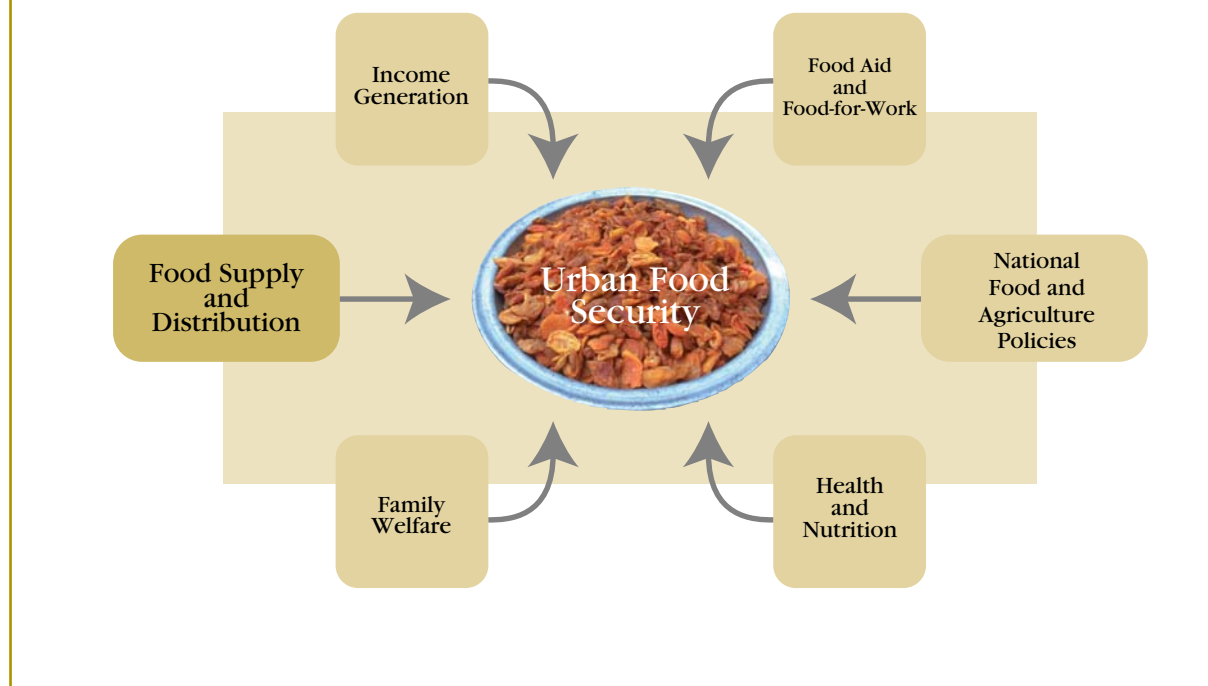 Income
Generation
Food Aid
and
Food-for-Work
Food Supply
and
Distribution
Urban Food
Security
National
Food and
Agriculture
Policies
Family
Welfare
Health
and
Nutrition